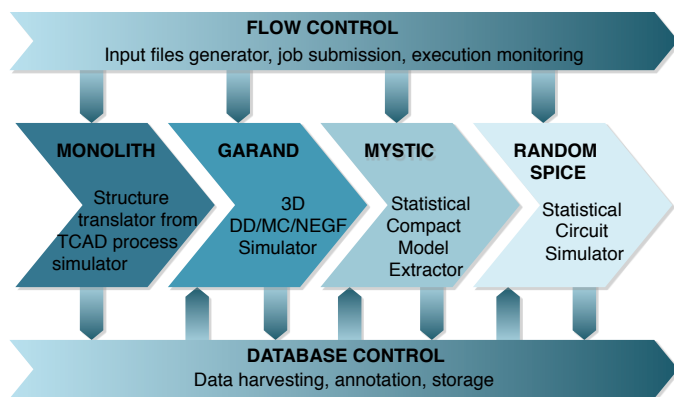 FLOW CONTROL
Input files generator, job submission, execution monitoring
MONOLITH
Structure
translator from
TCAD process
simulator
GARAND
3D
DD/MC/NEGF
Simulator
MYSTIC
Statistical
Compact
Model
Extractor
RANDOM
SPICE
Statistical
Circuit
Simulator
DATABASE CONTROL
Data harvesting, annotation, storage